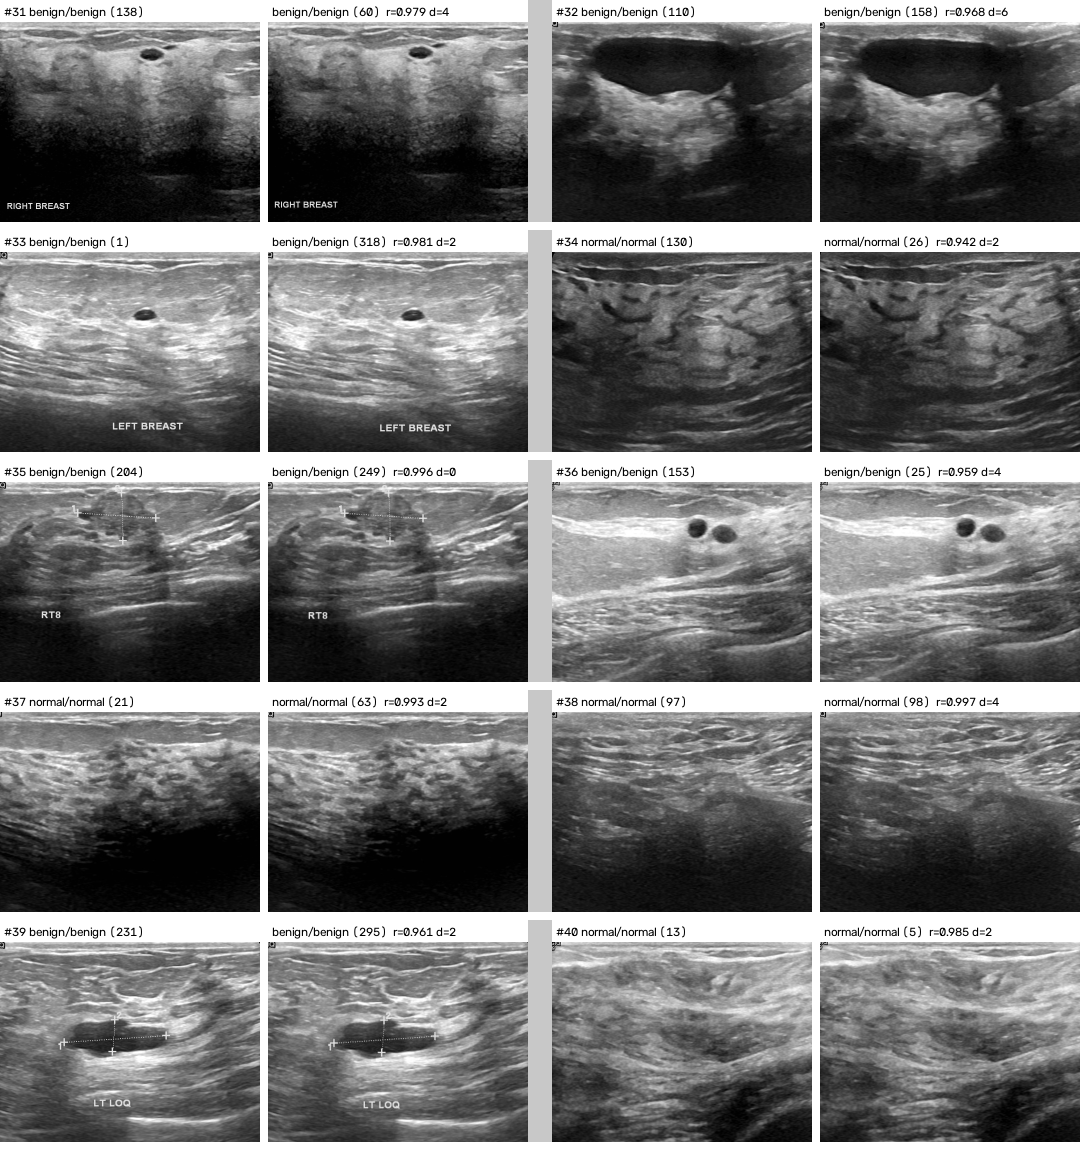 #31 benign/benign (138)
benign/benign (60) r=0.979 d=4
#32 benign/benign (110)
benign/benign (158) r=0.968 d=6
RIGHT BREAST
RIGHT BREAST
#33 benign/benign (1)
benign/benign (318) r=0.981 d=2
#34 normal/normal (130)
normal/normal (26) r=0.942 d=2
LEFT BREAST
LEFT BREAST
#35 benign/benign (204)
benign/benign (249) r=0.996 d=0
#36 benign/benign (153)
benign/benign (25) r=0.959 d=4
1
1
RT8
RT8
#37 normal/normal (21)
normal/normal (63) r=0.993 d=2
#38 normal/normal (97)
normal/normal (98) r=0.997 d=4
#39 benign/benign (231)
benign/benign (295) r=0.961 d=2
#40 normal/normal (13)
normal/normal (5) r=0.985 d=2
1
1
LT LOQ
LT LOQ